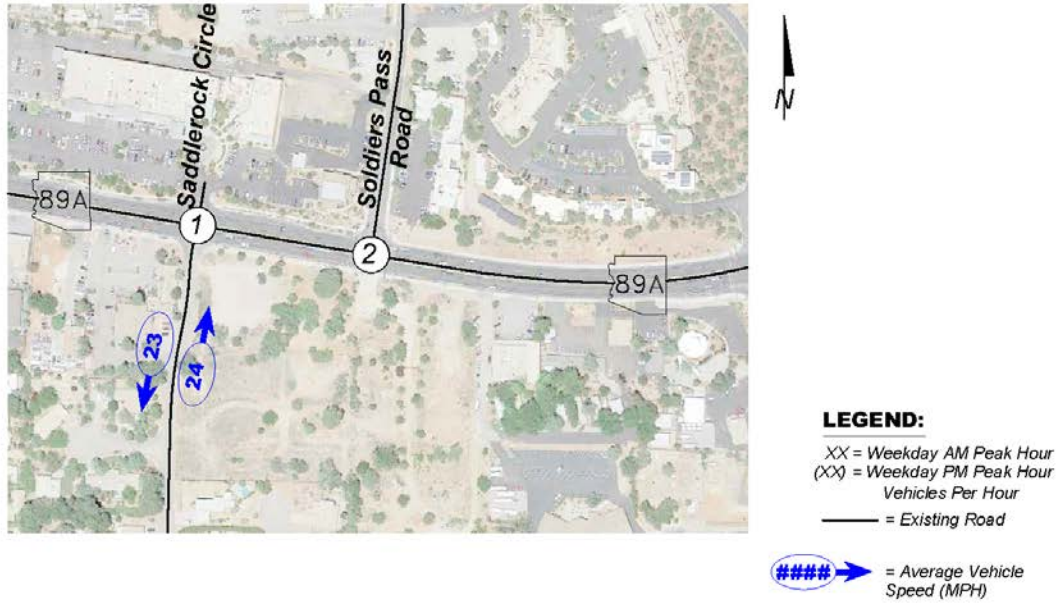 Saddlerock Circle
Soldiers Pass
Road
N
89A
1
2
89A
23
24
LEGEND:
XX = Weekday AM Peak Hour
(XX) = Weekday PM Peak Hour
Vehicles Per Hour
= Existing Road
####
= Average Vehicle
Speed (MPH)